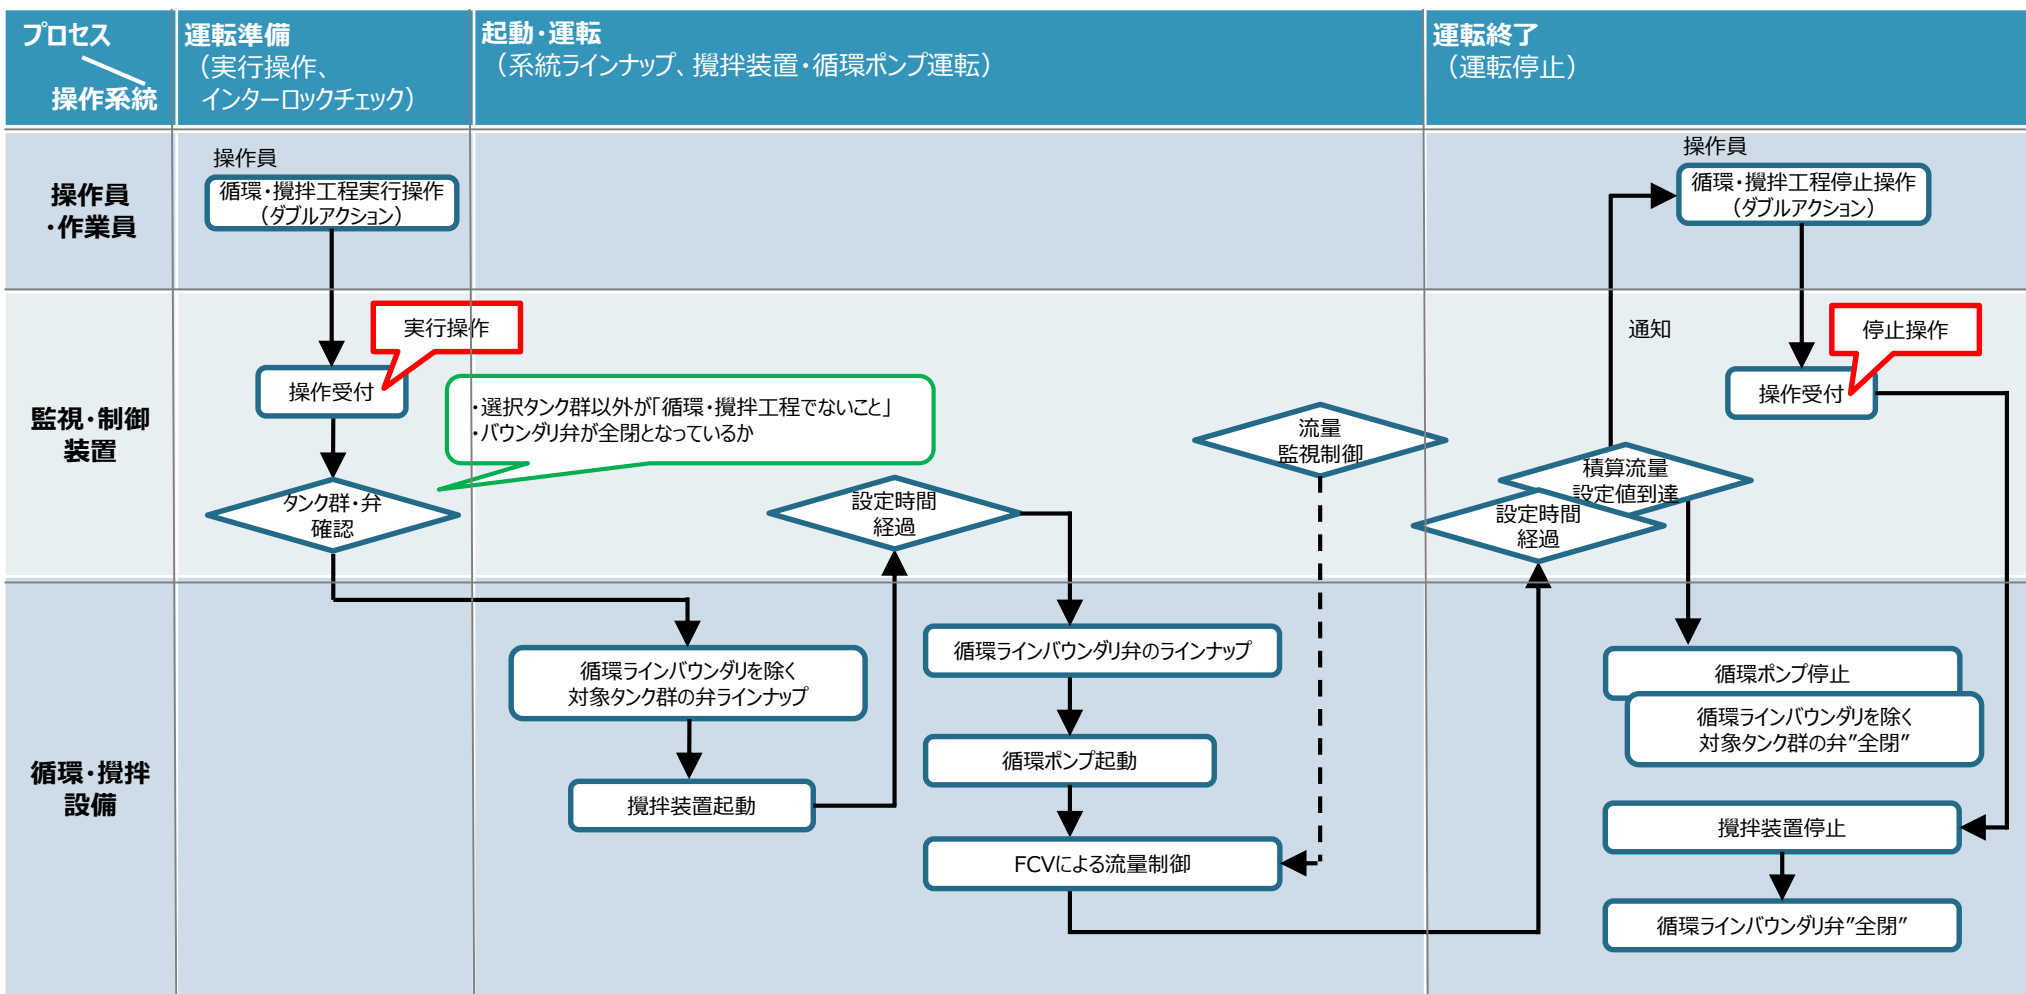 プロセス
操作系統
運転準備
（実行操作、
インターロックチェック）
起動・運転
（系統ラインナップ、攪拌装置・循環ポンプ運転）
運転終了
（運転停止）
操作員
・作業員
操作員
循環・攪拌工程実行操作
（ダブルアクション）
操作員
循環・攪拌工程停止操作
（ダブルアクション）
監視・制御
装置
実行操作
操作受付
・選択タンク群以外が「循環・攪拌工程でないこと」
・バウンダリ弁が全閉となっているか
タンク群・弁
確認
設定時間
経過
流量
監視制御
通知
停止操作
操作受付
積算流量
設定値到達
設定時間
経過
循環・攪拌
設備
循環ラインバウンダリを除く
対象タンク群の弁ラインナップ
攪拌装置起動
循環ラインバウンダリ弁のラインナップ
循環ポンプ起動
FCVによる流量制御
循環ポンプ停止
循環ラインバウンダリを除く
対象タンク群の弁”全閉”
攪拌装置停止
循環ラインバウンダリ弁”全閉”